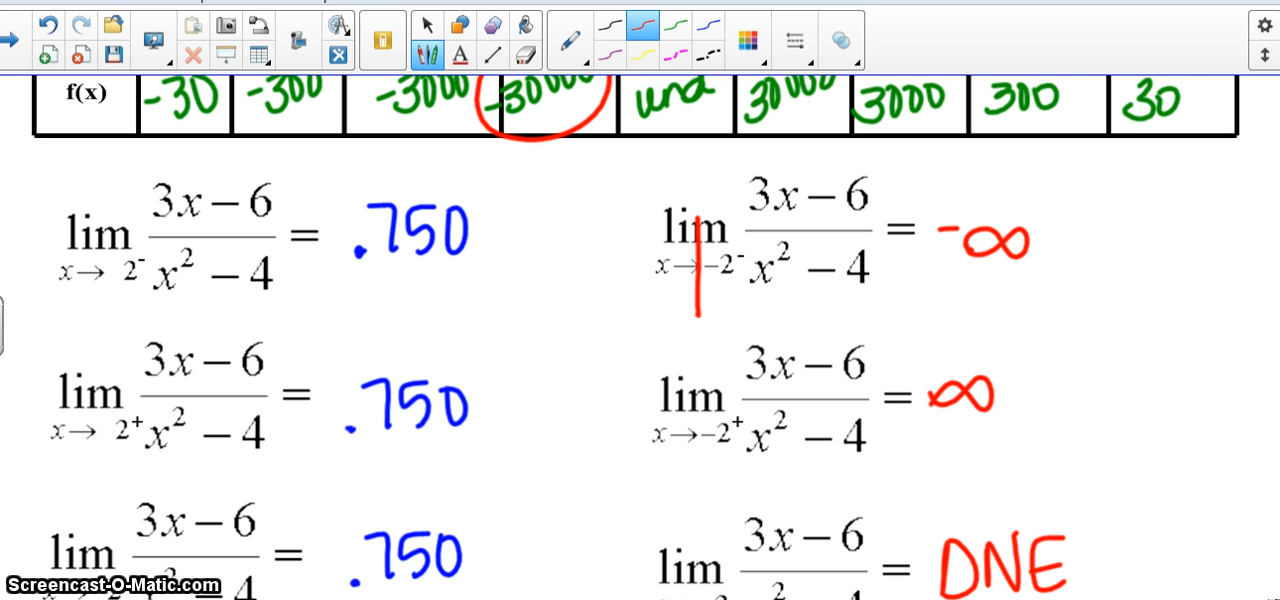 f(x) -30 -300 -3000 -30000 und 30000 3000 300 30
lim x→ 2⁻ (3x − 6)/(x² − 4) = .750
lim x→−2⁻ (3x − 6)/(x² − 4) = -∞
lim x→ 2⁺ (3x − 6)/(x² − 4) = .750
lim x→−2⁺ (3x − 6)/(x² − 4) = ∞
lim 3x − 6 = .750
lim 3x − 6 = DNE
Screencast-O-Matic.com